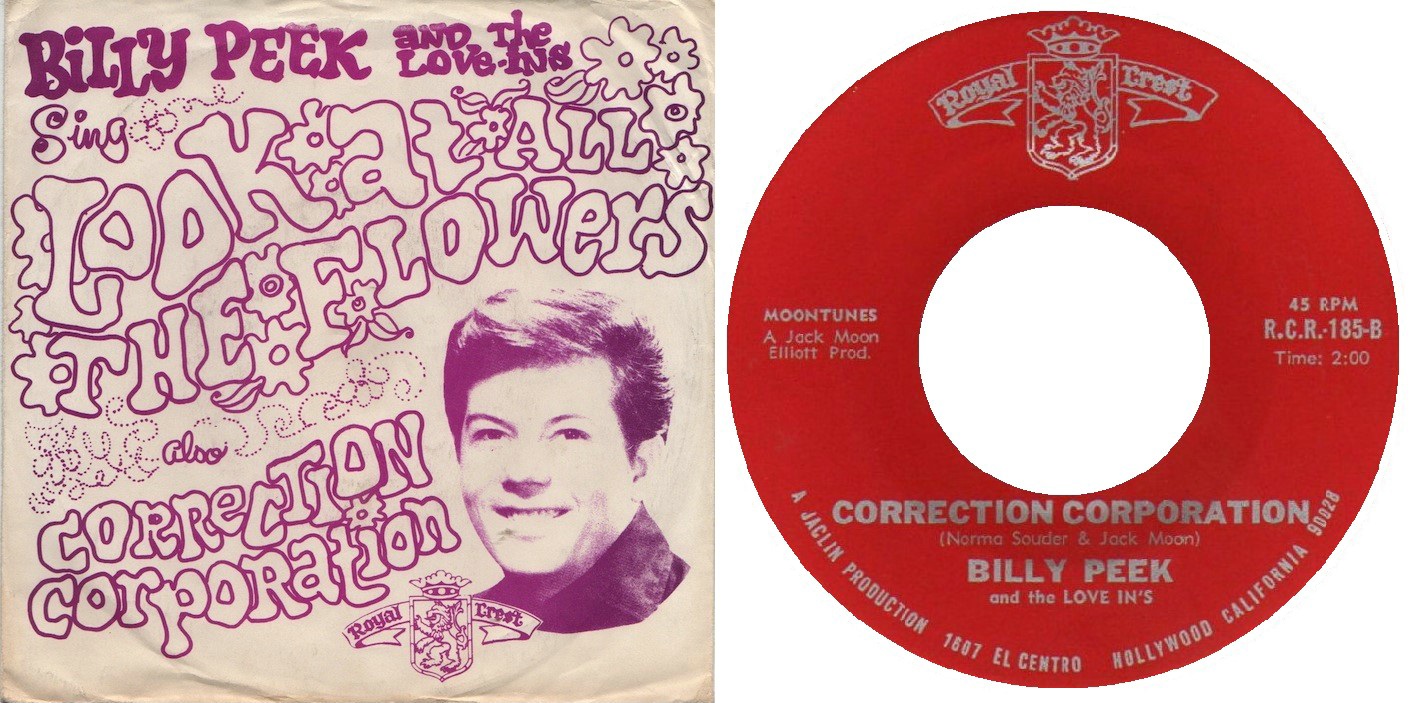 BILLY PEEK AND The LOVE-INS
Sing
LOOK at ALL
THE FLOWers
also
CORRECTION
CORPORATION
Royal Crest
Royal Crest
MOONTUNES
A Jack Moon
Elliott Prod.
45 RPM
R.C.R.-185-B
Time: 2:00
CORRECTION CORPORATION
(Norma Souder & Jack Moon)
BILLY PEEK
and the LOVE IN'S
A JACLIN PRODUCTION 1607 EL CENTRO HOLLYWOOD CALIFORNIA 90028